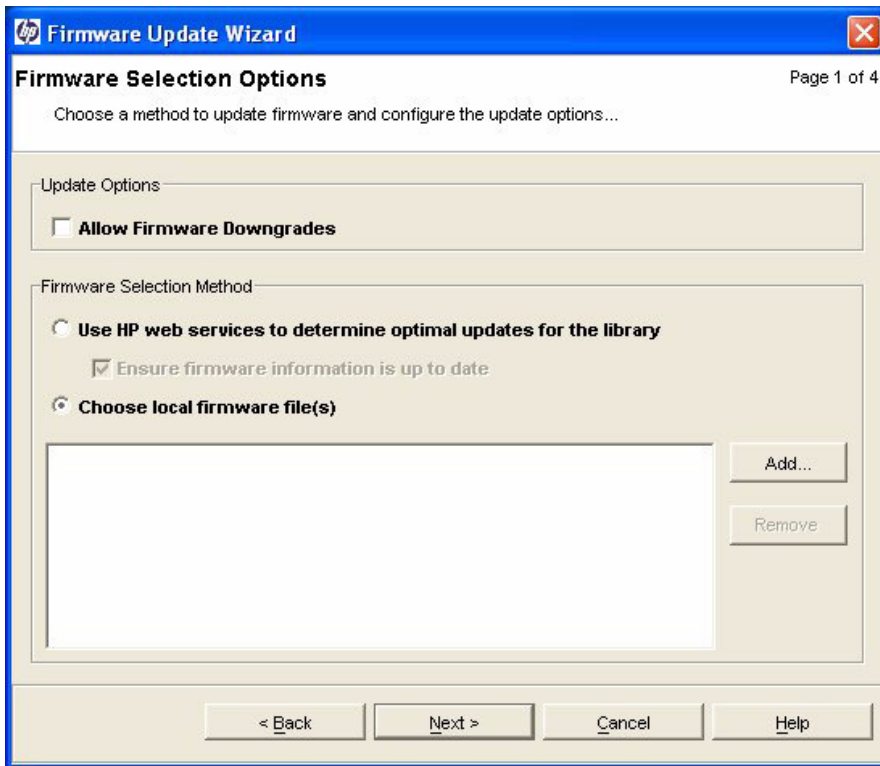 hp Firmware Update Wizard
Firmware Selection Options Page 1 of 4
Choose a method to update firmware and configure the update options...
Update Options
Allow Firmware Downgrades
Firmware Selection Method
Use HP web services to determine optimal updates for the library
Ensure firmware information is up to date
Choose local firmware file(s)
Add...
Remove
< Back Next > Cancel Help